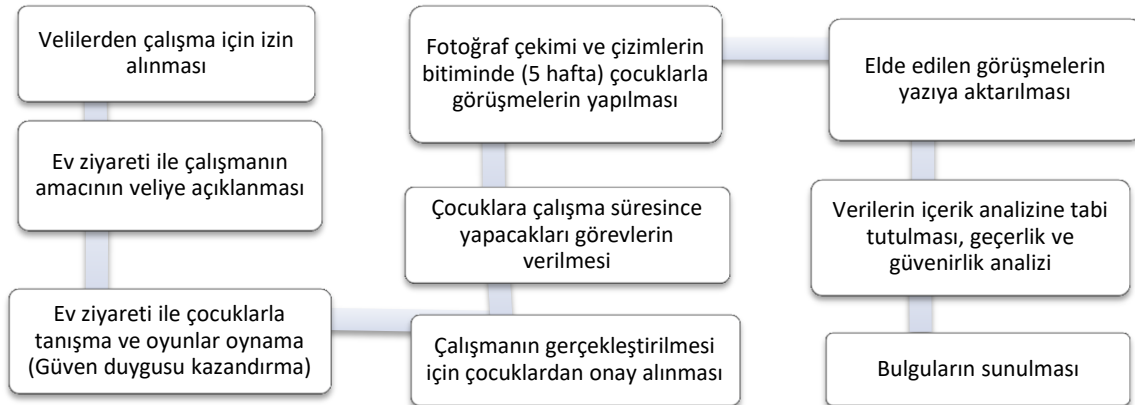 Velilerden çalışma için izin
alınması
Ev ziyareti ile çalışmanın
amacının veliye açıklanması
Ev ziyareti ile çocuklarla
tanışma ve oyunlar oynama
(Güven duygusu kazandırma)
Çalışmanın gerçekleştirilmesi
için çocuklardan onay alınması
Çocuklara çalışma süresince
yapacakları görevlerin
verilmesi
Fotoğraf çekimi ve çizimlerin
bitiminde (5 hafta) çocuklarla
görüşmelerin yapılması
Elde edilen görüşmelerin
yazıya aktarılması
Verilerin içerik analizine tabi
tutulması, geçerlik ve
güvenirlik analizi
Bulguların sunulması